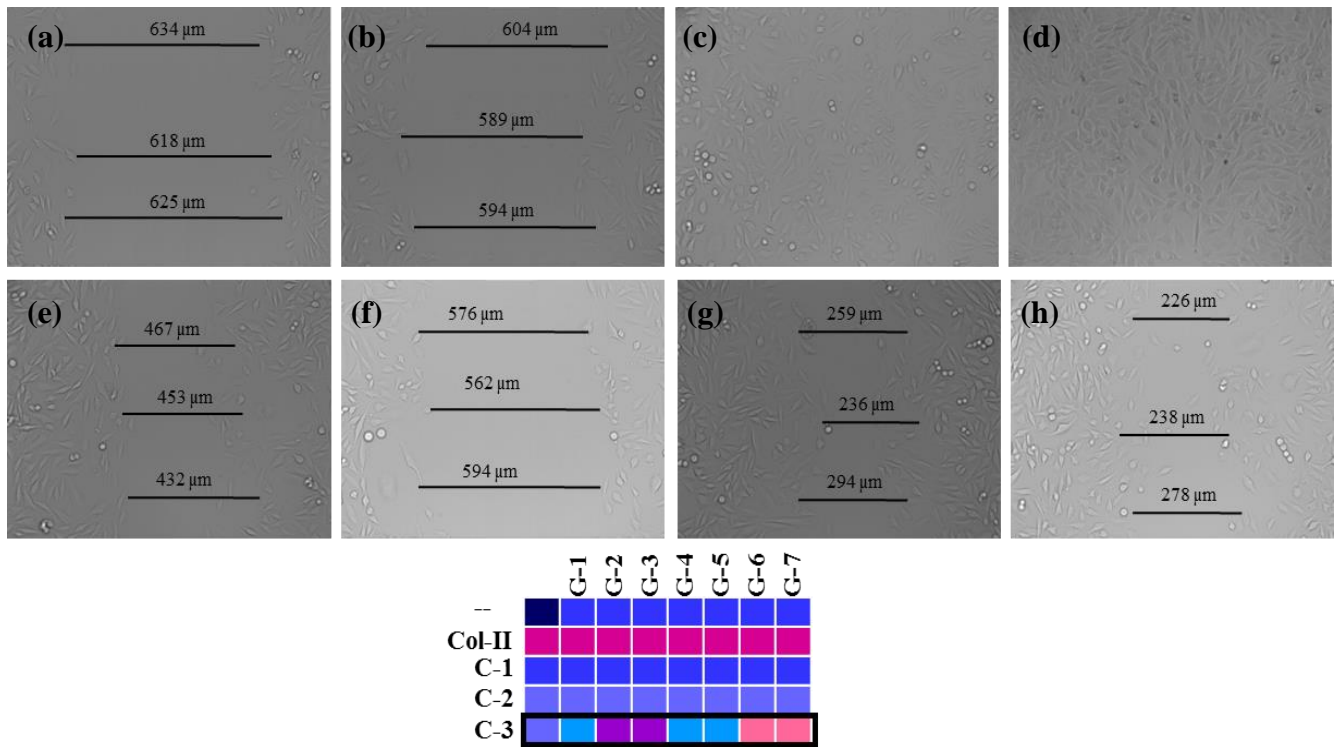 (a) 634 µm
618 µm
625 µm
(b) 604 µm
589 µm
594 µm
(c)
(d)
(e) 467 µm
453 µm
432 µm
(f) 576 µm
562 µm
594 µm
(g) 259 µm
236 µm
294 µm
(h) 226 µm
238 µm
278 µm
G-1 G-2 G-3 G-4 G-5 G-6 G-7
--
Col-II
C-1
C-2
C-3